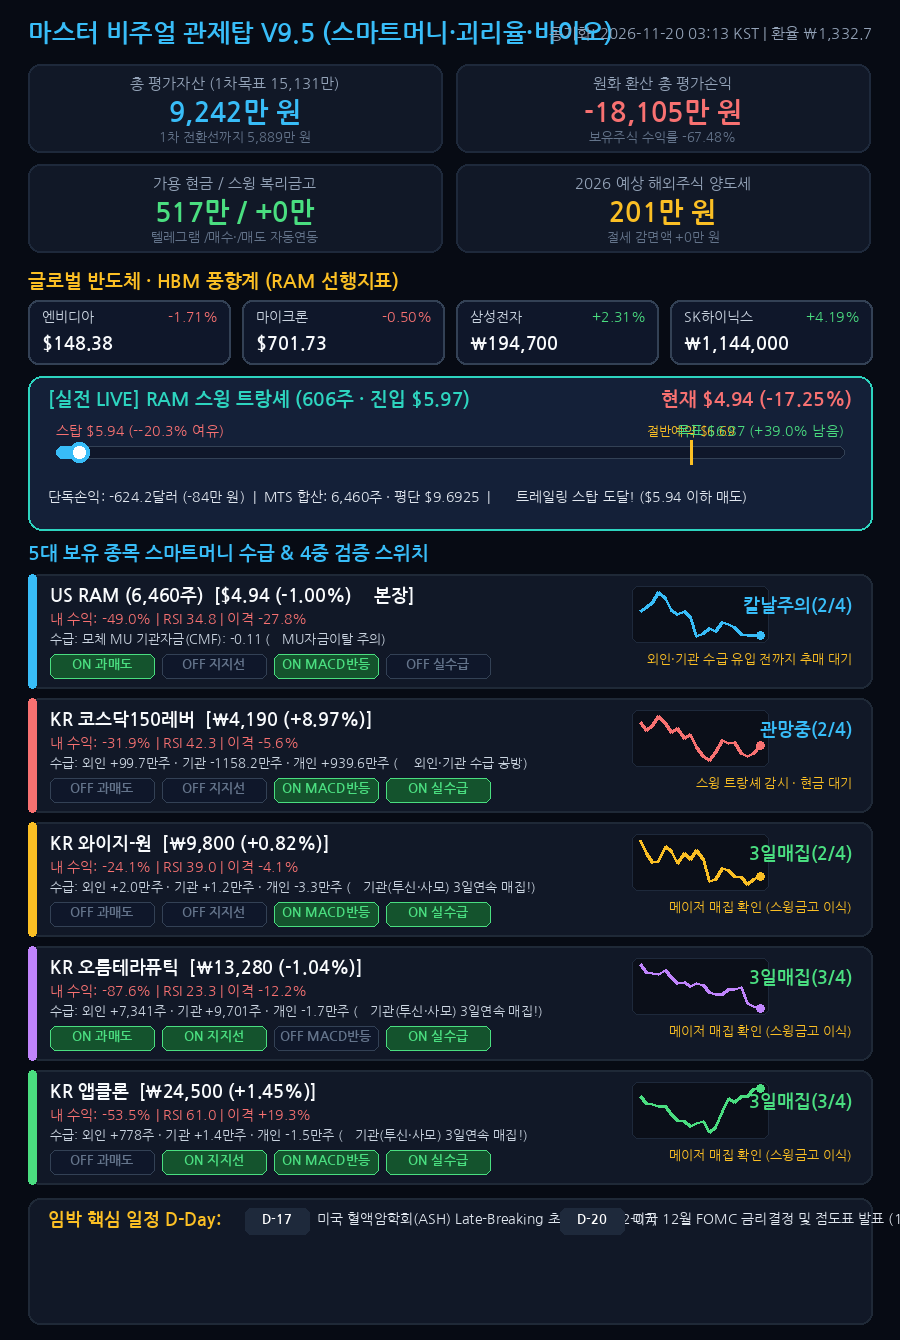 마스터 비주얼 관제탑 V9.5 (스마트머니·괴리율·바이오)
2026-11-20 03:13 KST | 환율 ₩1,332.7
총 평가자산 (1차목표 15,131만)
9,242만 원
1차 전환선까지 5,889만 원
원화 환산 총 평가손익
-18,105만 원
보유주식 수익률 -67.48%
가용 현금 / 스윙 복리금고
517만 / +0만
텔레그램 /매수·/매도 자동연동
2026 예상 해외주식 양도세
201만 원
절세 감면액 +0만 원
글로벌 반도체 · HBM 풍향계 (RAM 선행지표)
엔비디아 -1.71%
$148.38
마이크론 -0.50%
$701.73
삼성전자 +2.31%
₩194,700
SK하이닉스 +4.19%
₩1,144,000
[실전 LIVE] RAM 스윙 트랑셰 (606주 · 진입 $5.97)
현재 $4.94 (-17.25%)
스탑 $5.94 (--20.3% 여유)
(+39.0% 남음)
단독손익: -624.2달러 (-84만 원) | MTS 합산: 6,460주 · 평단 $9.6925 | 트레일링 스탑 도달! ($5.94 이하 매도)
5대 보유 종목 스마트머니 수급 & 4중 검증 스위치
US RAM (6,460주) [$4.94 (-1.00%) 본장]
칼날주의(2/4)
내 수익: -49.0% | RSI 34.8 | 이격 -27.8%
수급: 모체 MU 기관자금(CMF): -0.11 ( MU자금이탈 주의)
외인·기관 수급 유입 전까지 추매 대기
ON 과매도 OFF 지지선 ON MACD반등 OFF 실수급
KR 코스닥150레버 [₩4,190 (+8.97%)]
관망중(2/4)
내 수익: -31.9% | RSI 42.3 | 이격 -5.6%
수급: 외인 +99.7만주 · 기관 -1158.2만주 · 개인 +939.6만주 ( 외인·기관 수급 공방)
스윙 트랑셰 감시 · 현금 대기
OFF 과매도 OFF 지지선 ON MACD반등 ON 실수급
KR 와이지-원 [₩9,800 (+0.82%)]
3일매집(2/4)
내 수익: -24.1% | RSI 39.0 | 이격 -4.1%
수급: 외인 +2.0만주 · 기관 +1.2만주 · 개인 -3.3만주 ( 기관(투신·사모) 3일연속 매집!)
메이저 매집 확인 (스윙금고 이식)
OFF 과매도 OFF 지지선 ON MACD반등 ON 실수급
KR 오름테라퓨틱 [₩13,280 (-1.04%)]
3일매집(3/4)
내 수익: -87.6% | RSI 23.3 | 이격 -12.2%
수급: 외인 +7,341주 · 기관 +9,701주 · 개인 -1.7만주 ( 기관(투신·사모) 3일연속 매집!)
메이저 매집 확인 (스윙금고 이식)
ON 과매도 ON 지지선 OFF MACD반등 ON 실수급
KR 앱클론 [₩24,500 (+1.45%)]
3일매집(3/4)
내 수익: -53.5% | RSI 61.0 | 이격 +19.3%
수급: 외인 +778주 · 기관 +1.4만주 · 개인 -1.5만주 ( 기관(투신·사모) 3일연속 매집!)
메이저 매집 확인 (스윙금고 이식)
OFF 과매도 ON 지지선 ON MACD반등 ON 실수급
임박 핵심 일정 D-Day:
D-17 미국 혈액암학회(ASH) Late-Breaking
D-20 12월 FOMC 금리결정 및 점도표 발표